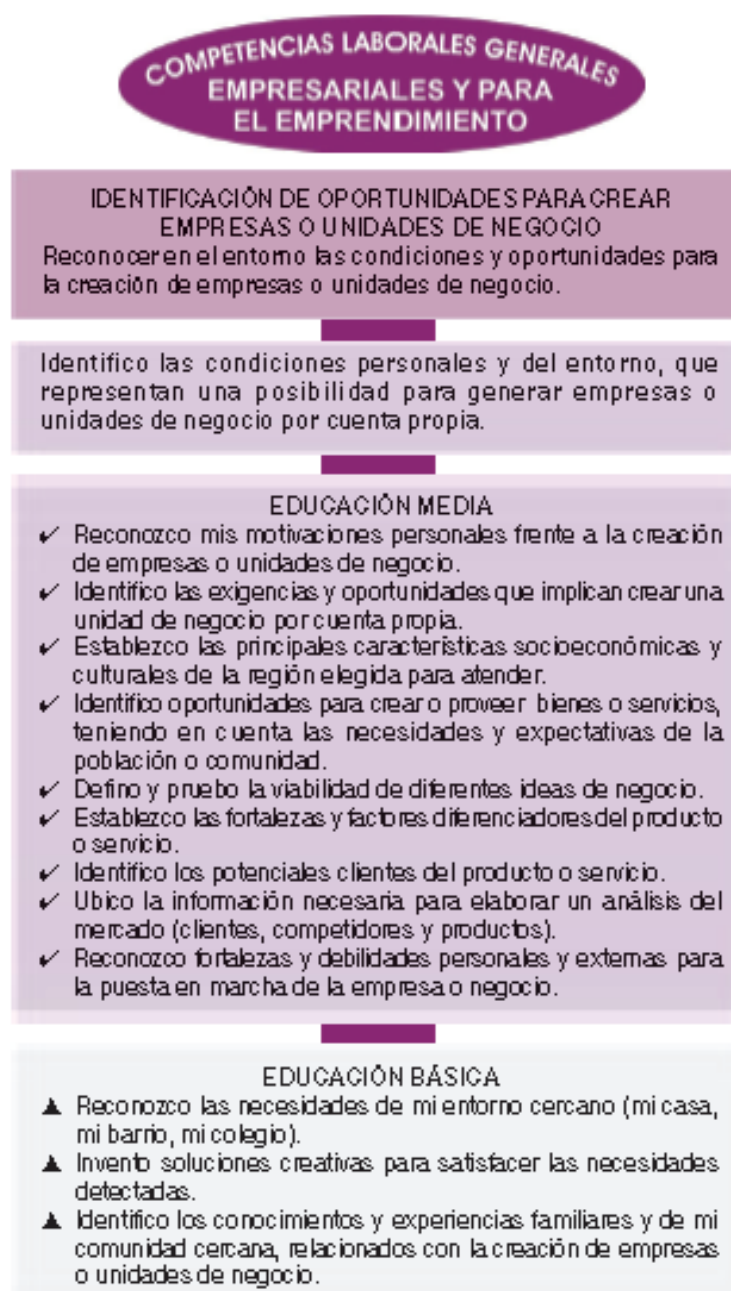 COMPETENCIAS LABORALES GENERALES
EMPRESARIALES Y PARA
EL EMPRENDIMIENTO
IDENTIFICACIÓN DE OPORTUNIDADES PARA CREAR
EMPRESAS O UNIDADES DE NEGOCIO
Reconocer en el entorno las condiciones y oportunidades para
la creación de empresas o unidades de negocio.
Identifico las condiciones personales y del entorno, que
representan una posibilidad para generar empresas o
unidades de negocio por cuenta propia.
EDUCACIÓN MEDIA
✓ Reconozco mis motivaciones personales frente a la creación
de empresas o unidades de negocio.
✓ Identifico las exigencias y oportunidades que implican crear una
unidad de negocio por cuenta propia.
✓ Establezco las principales características socioeconómicas y
culturales de la región elegida para atender.
✓ Identifico oportunidades para crear o proveer bienes o servicios,
teniendo en cuenta las necesidades y expectativas de la
población o comunidad.
✓ Defino y pruebo la viabilidad de diferentes ideas de negocio.
✓ Establezco las fortalezas y factores diferenciadores del producto
o servicio.
✓ Identifico los potenciales clientes del producto o servicio.
✓ Ubico la información necesaria para elaborar un análisis del
mercado (clientes, competidores y productos).
✓ Reconozco fortalezas y debilidades personales y externas para
la puesta en marcha de la empresa o negocio.
EDUCACIÓN BÁSICA
▲ Reconozco las necesidades de mi entorno cercano (mi casa,
mi barrio, mi colegio).
▲ Invento soluciones creativas para satisfacer las necesidades
detectadas.
▲ Identifico los conocimientos y experiencias familiares y de mi
comunidad cercana, relacionados con la creación de empresas
o unidades de negocio.